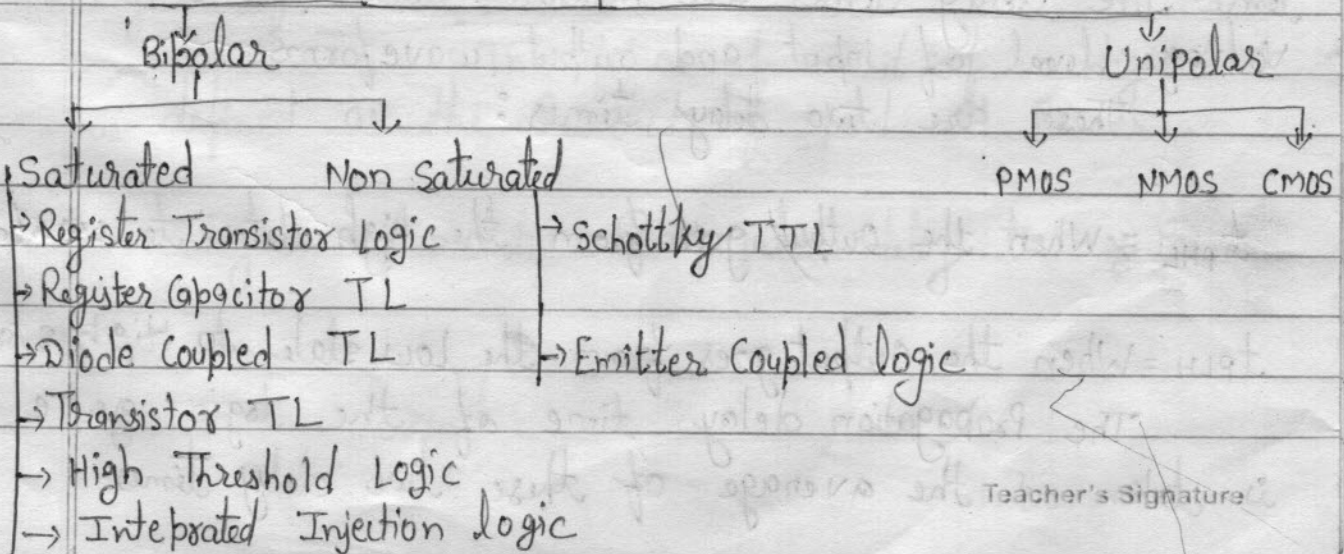 Bipolar Unipolar
Saturated Non Saturated PMOS NMOS CMOS
→ Register Transistor Logic → Schottky TTL
→ Register Capacitor TL
→ Diode Coupled TL → Emitter Coupled logic
→ Transistor TL
→ High Threshold Logic
→ Intebrated Injection logic
Teacher's Signature